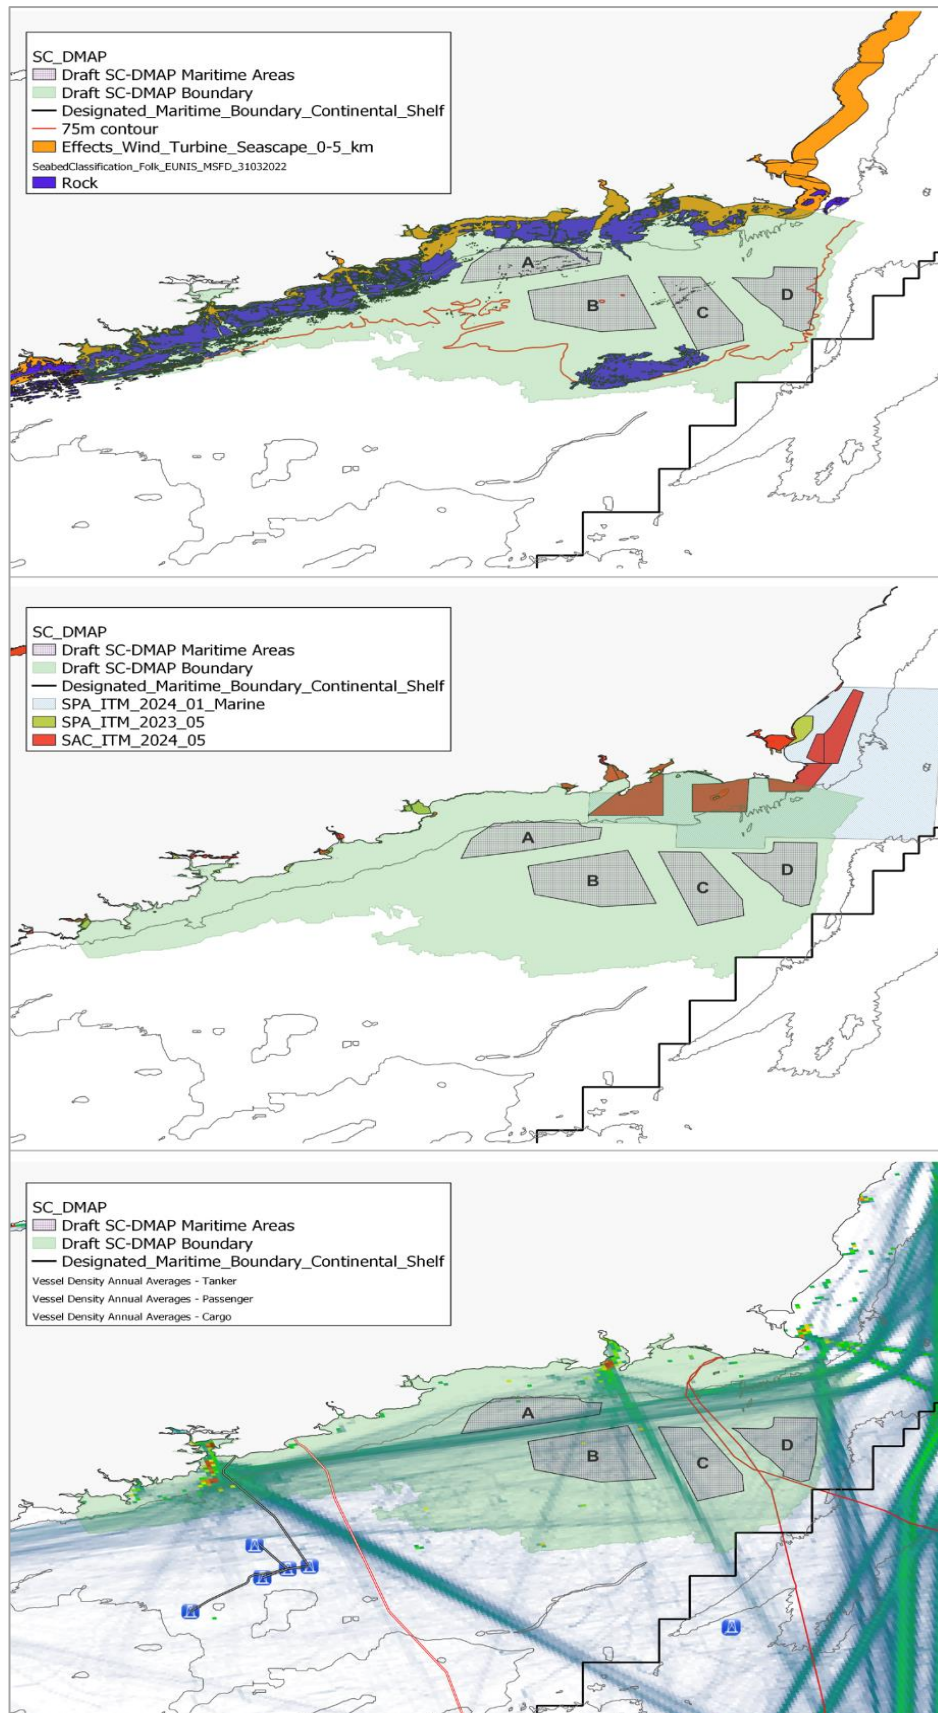 SC_DMAP
Draft SC-DMAP Maritime Areas
Draft SC-DMAP Boundary
Designated_Maritime_Boundary_Continental_Shelf
75m contour
Effects_Wind_Turbine_Seascape_0-5_km
SeabedClassification_Folk_EUNIS_MSFD_31032022
Rock
A
B
C
D
SC_DMAP
Draft SC-DMAP Maritime Areas
Draft SC-DMAP Boundary
Designated_Maritime_Boundary_Continental_Shelf
SPA_ITM_2024_01_Marine
SPA_ITM_2023_05
SAC_ITM_2024_05
A
B
C
D
SC_DMAP
Draft SC-DMAP Maritime Areas
Draft SC-DMAP Boundary
Designated_Maritime_Boundary_Continental_Shelf
Vessel Density Annual Averages - Tanker
Vessel Density Annual Averages - Passenger
Vessel Density Annual Averages - Cargo
A
B
C
D